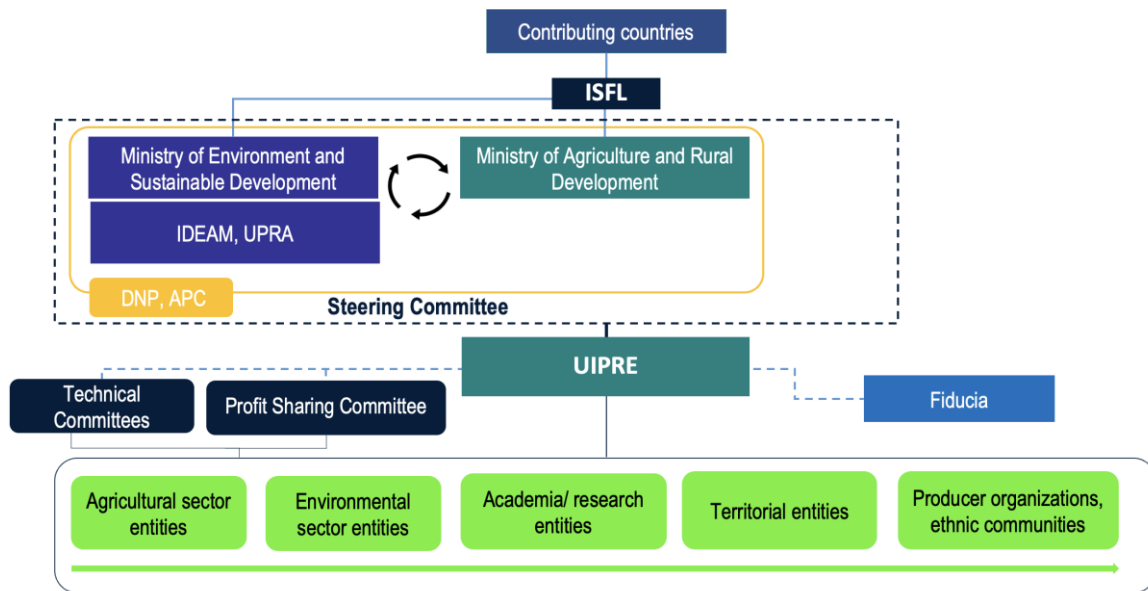 Contributing countries
ISFL
Ministry of Environment and
Sustainable Development
Ministry of Agriculture and Rural
Development
IDEAM, UPRA
DNP, APC
Steering Committee
UIPRE
Technical
Committees
Profit Sharing Committee
Fiducia
Agricultural sector
entities
Environmental
sector entities
Academia/ research
entities
Territorial entities
Producer organizations,
ethnic communities